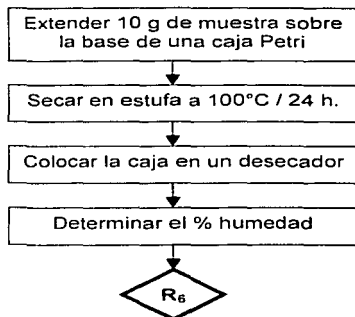 Extender 10 g de muestra sobre
la base de una caja Petri
Secar en estufa a 100°C / 24 h.
Colocar la caja en un desecador
Determinar el % humedad
R₆